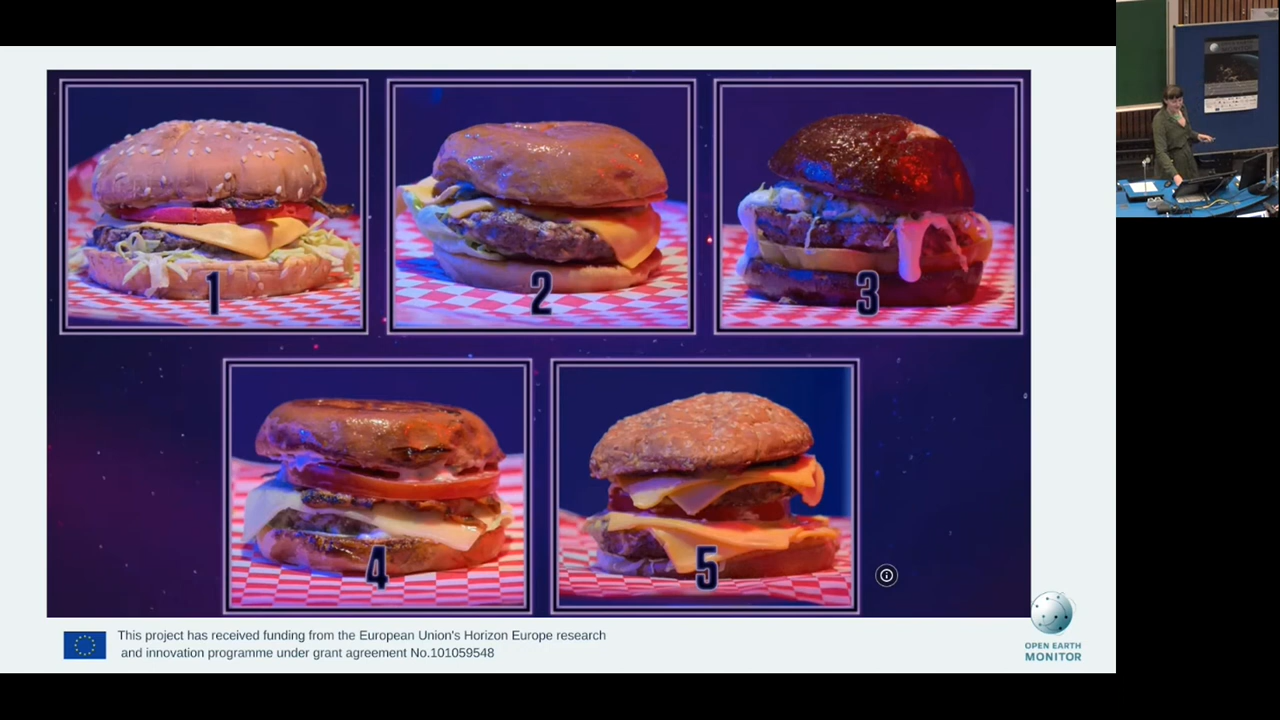 1
2
3
4
5
This project has received funding from the European Union's Horizon Europe research
and innovation programme under grant agreement No.101059548
OPEN EARTH
MONITOR